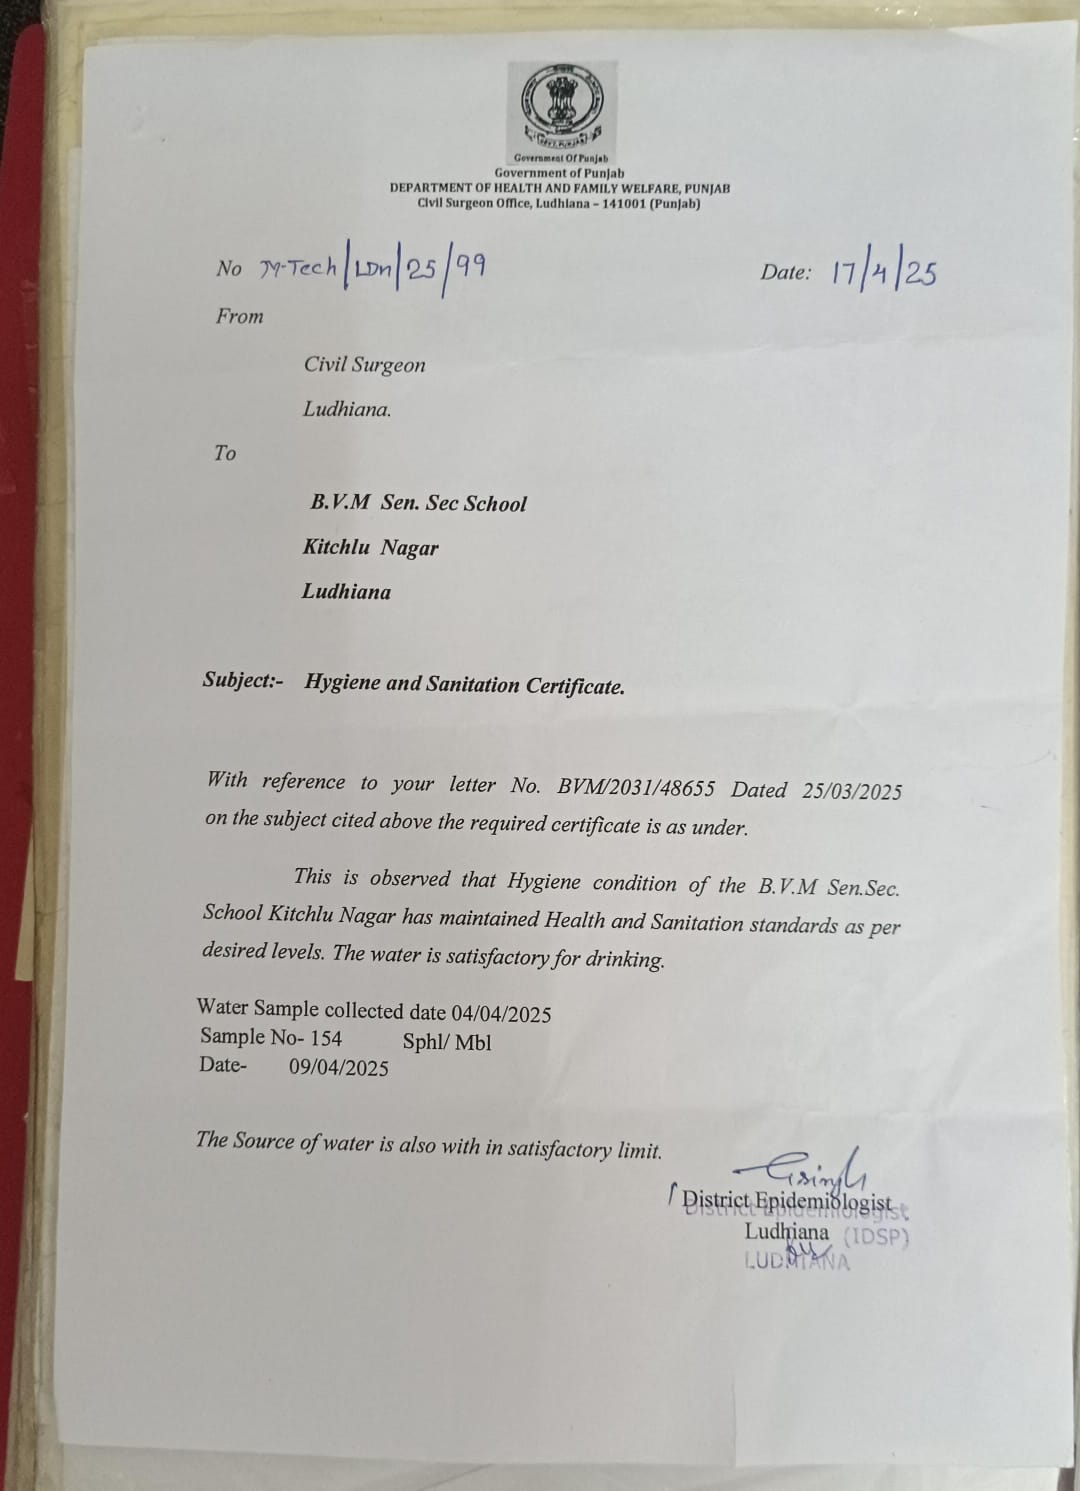 Government Of Punjab
Government of Punjab
DEPARTMENT OF HEALTH AND FAMILY WELFARE, PUNJAB
Civil Surgeon Office, Ludhiana – 141001 (Punjab)
No M-Tech/LDn/25/99 Date: 17/4/25
From
Civil Surgeon
Ludhiana.
To
B.V.M Sen. Sec School
Kitchlu Nagar
Ludhiana
Subject:- Hygiene and Sanitation Certificate.
With reference to your letter No. BVM/2031/48655 Dated 25/03/2025
on the subject cited above the required certificate is as under.
This is observed that Hygiene condition of the B.V.M Sen.Sec.
School Kitchlu Nagar has maintained Health and Sanitation standards as per
desired levels. The water is satisfactory for drinking.
Water Sample collected date 04/04/2025
Sample No- 154 Sphl/ Mbl
Date- 09/04/2025
The Source of water is also with in satisfactory limit.
District Epidemiologist
District Epidemiologist
Ludhiana (IDSP)
LUDHIANA